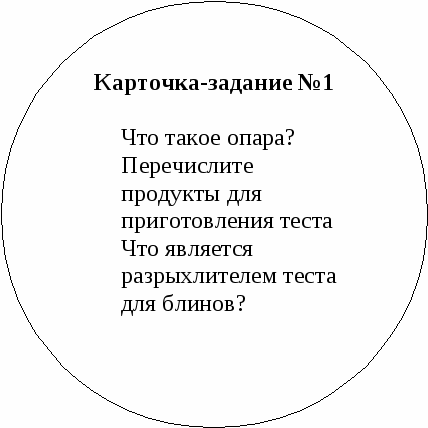 Карточка-задание №1
Что такое опара?
Перечислите
продукты для
приготовления теста
Что является
разрыхлителем теста
для блинов?